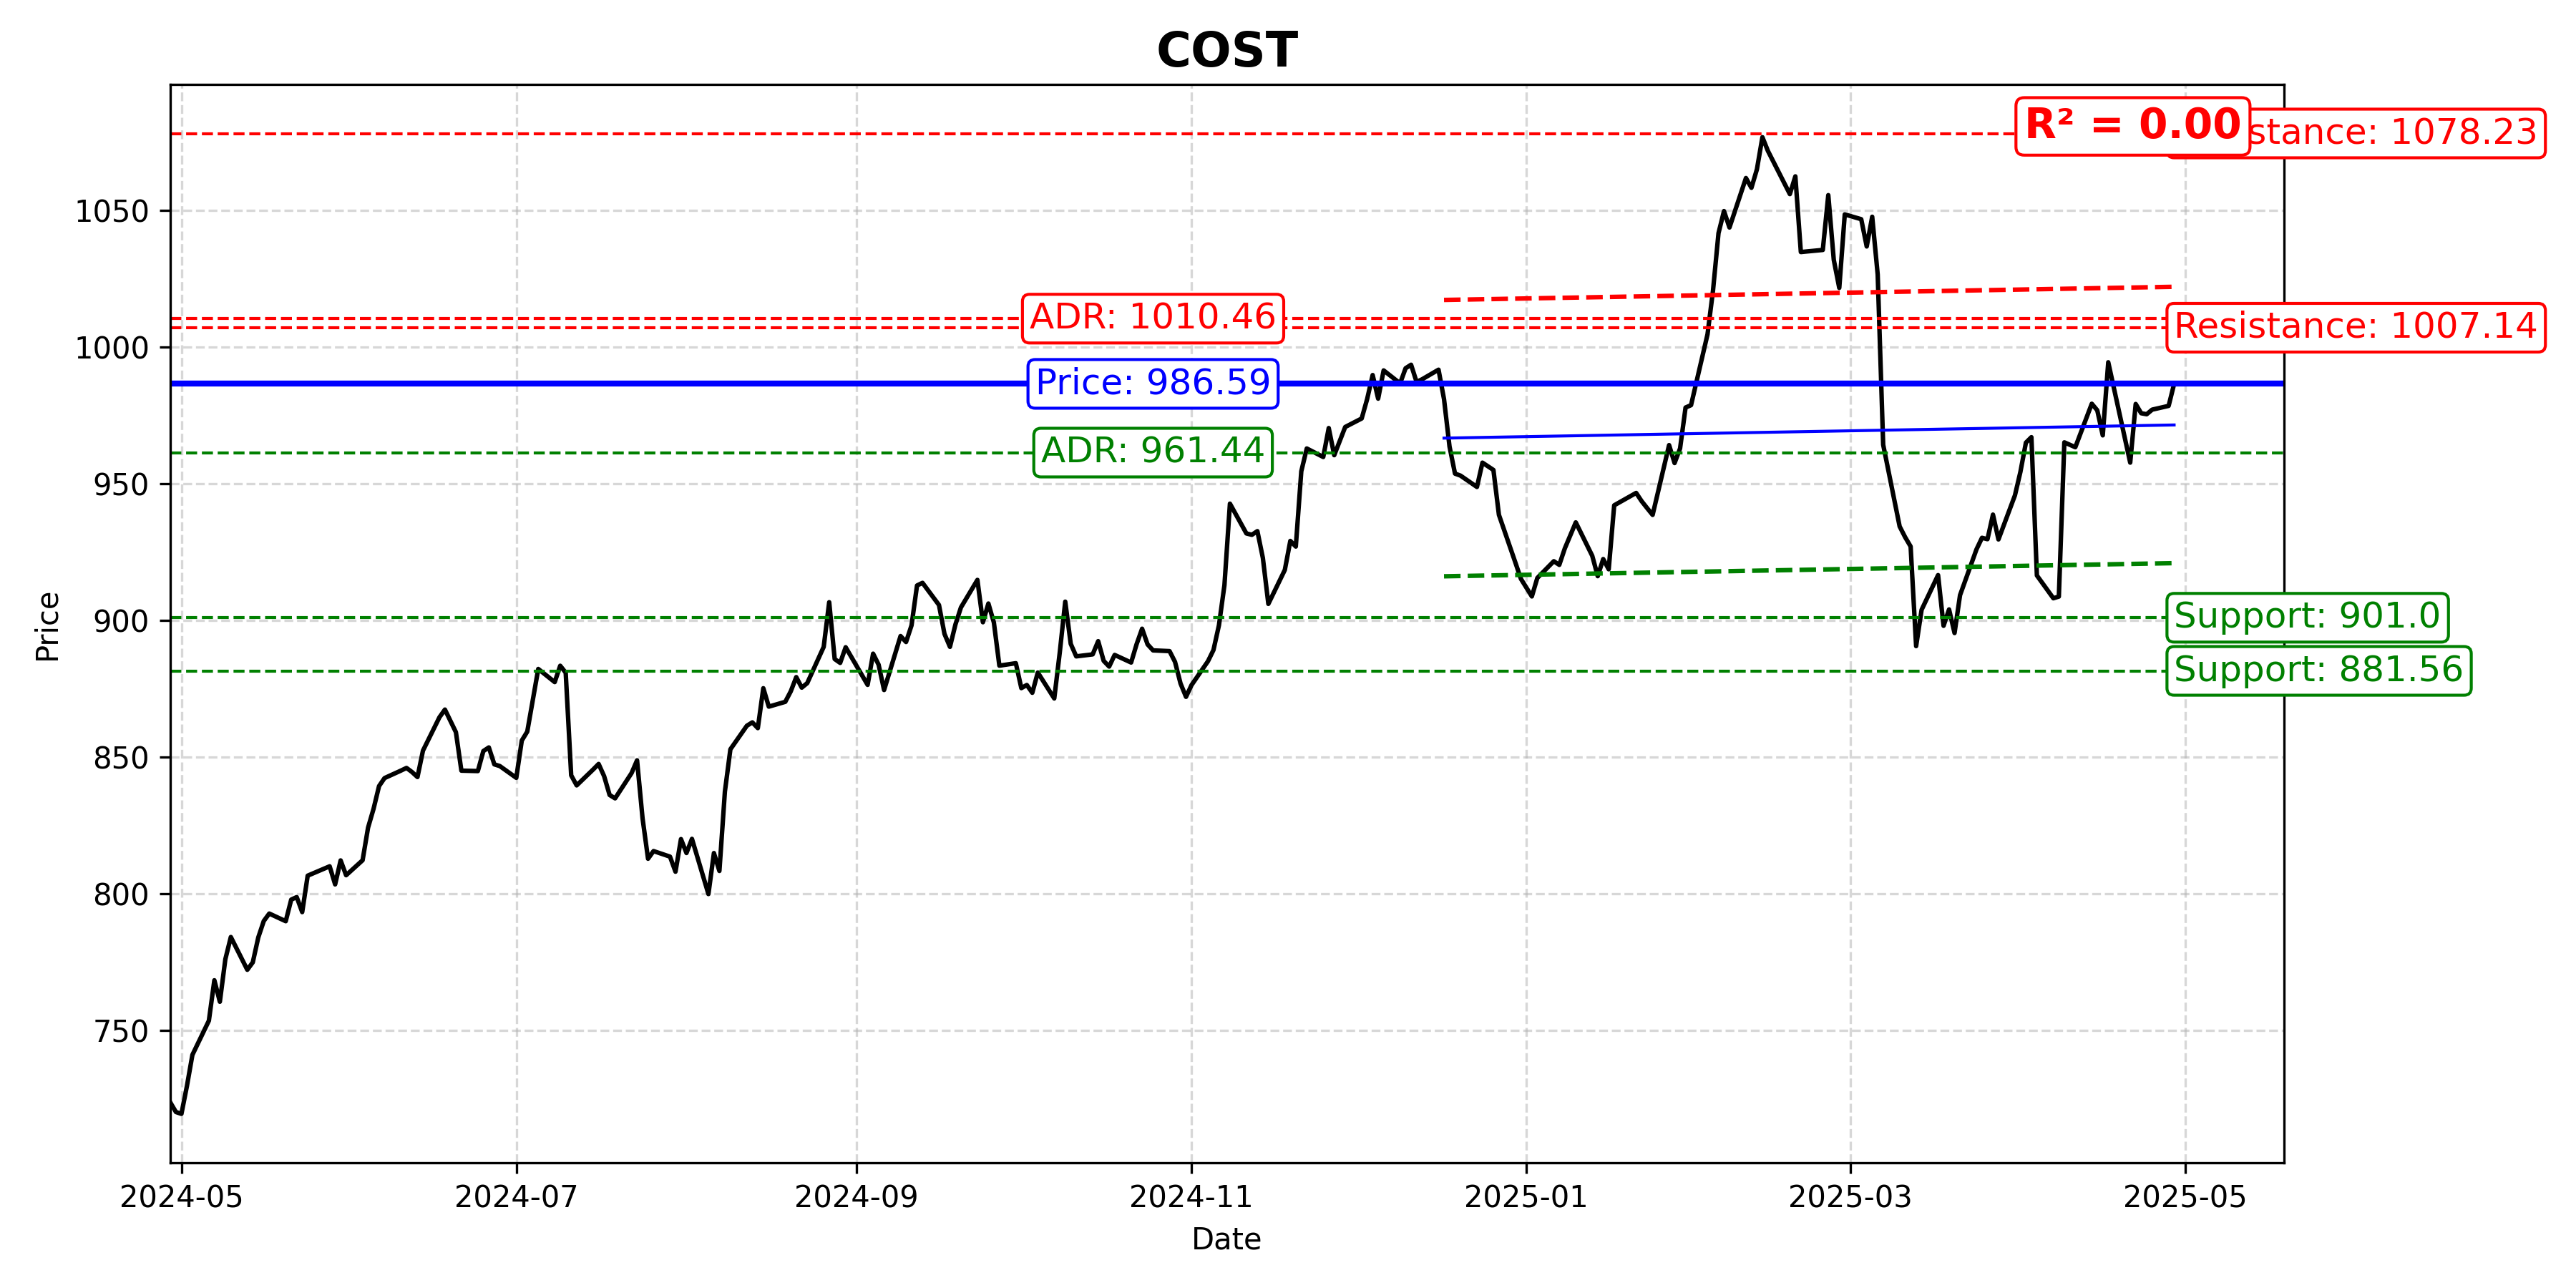 COST
R² = 0.00
stance: 1078.23
1050
ADR: 1010.46
Resistance: 1007.14
1000
Price: 986.59
ADR: 961.44
950
900
Support: 901.0
Support: 881.56
850
800
750
Price
2024-05 2024-07 2024-09 2024-11 2025-01 2025-03 2025-05
Date